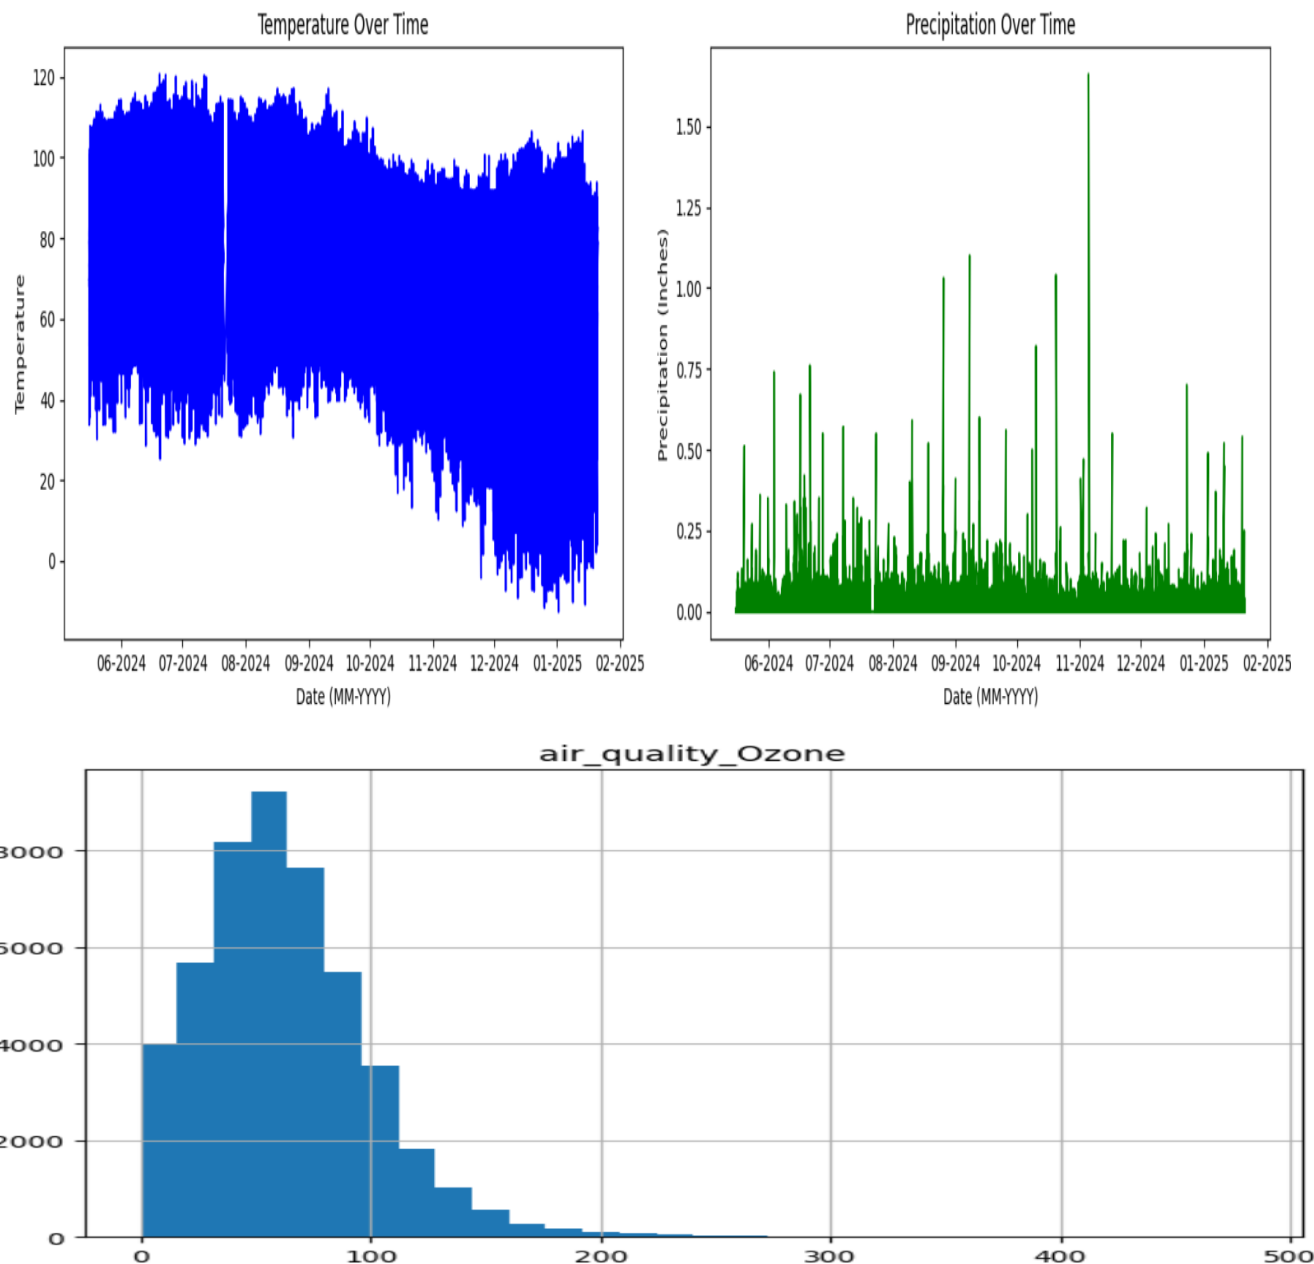 Temperature Over Time
120
100
80
60
40
20
0
Temperature
06-2024 07-2024 08-2024 09-2024 10-2024 11-2024 12-2024 01-2025 02-2025
Date (MM-YYYY)
Precipitation Over Time
1.50
1.25
1.00
0.75
0.50
0.25
0.00
Precipitation (Inches)
06-2024 07-2024 08-2024 09-2024 10-2024 11-2024 12-2024 01-2025 02-2025
Date (MM-YYYY)
air_quality_Ozone
8000
6000
4000
2000
0
0 100 200 300 400 500